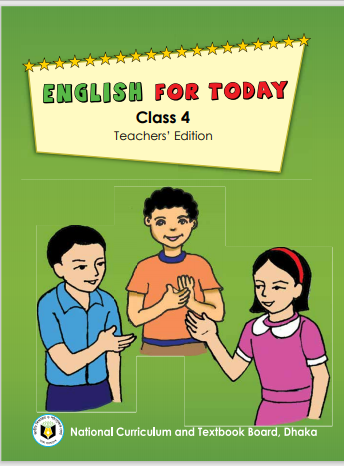 ENGLISH FOR TODAY
Class 4
Teachers' Edition
National Curriculum and Textbook Board, Dhaka